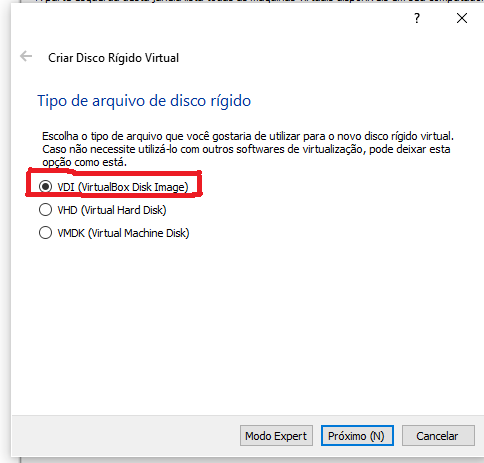 ?
Criar Disco Rígido Virtual
Tipo de arquivo de disco rígido
Escolha o tipo de arquivo que você gostaria de utilizar para o novo disco rígido virtual.
Caso não necessite utilizá-lo com outros softwares de virtualização, pode deixar esta
opção como está.
VDI (VirtualBox Disk Image)
VHD (Virtual Hard Disk)
VMDK (Virtual Machine Disk)
Modo Expert
Próximo (N)
Cancelar